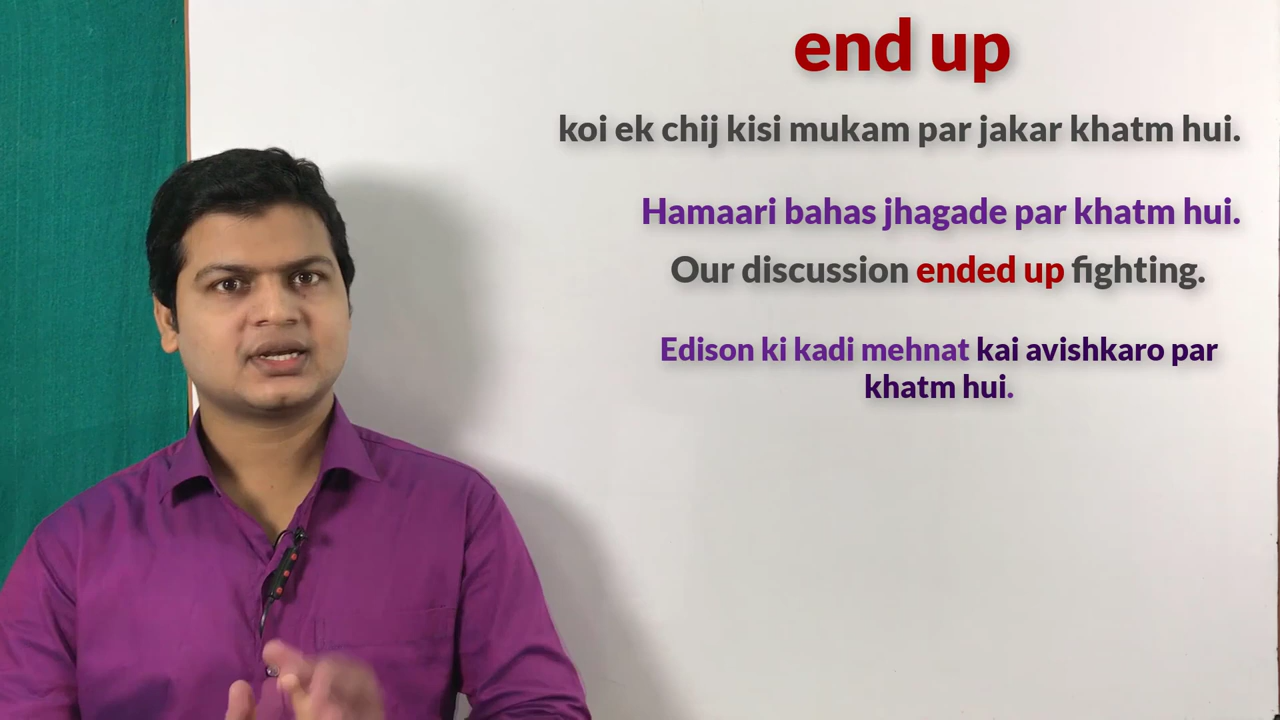 end up
koi ek chij kisi mukam par jakar khatm hui.
Hamaari bahas jhagade par khatm hui.
Our discussion ended up fighting.
Edison ki kadi mehnat kai avishkaro par
khatm hui.